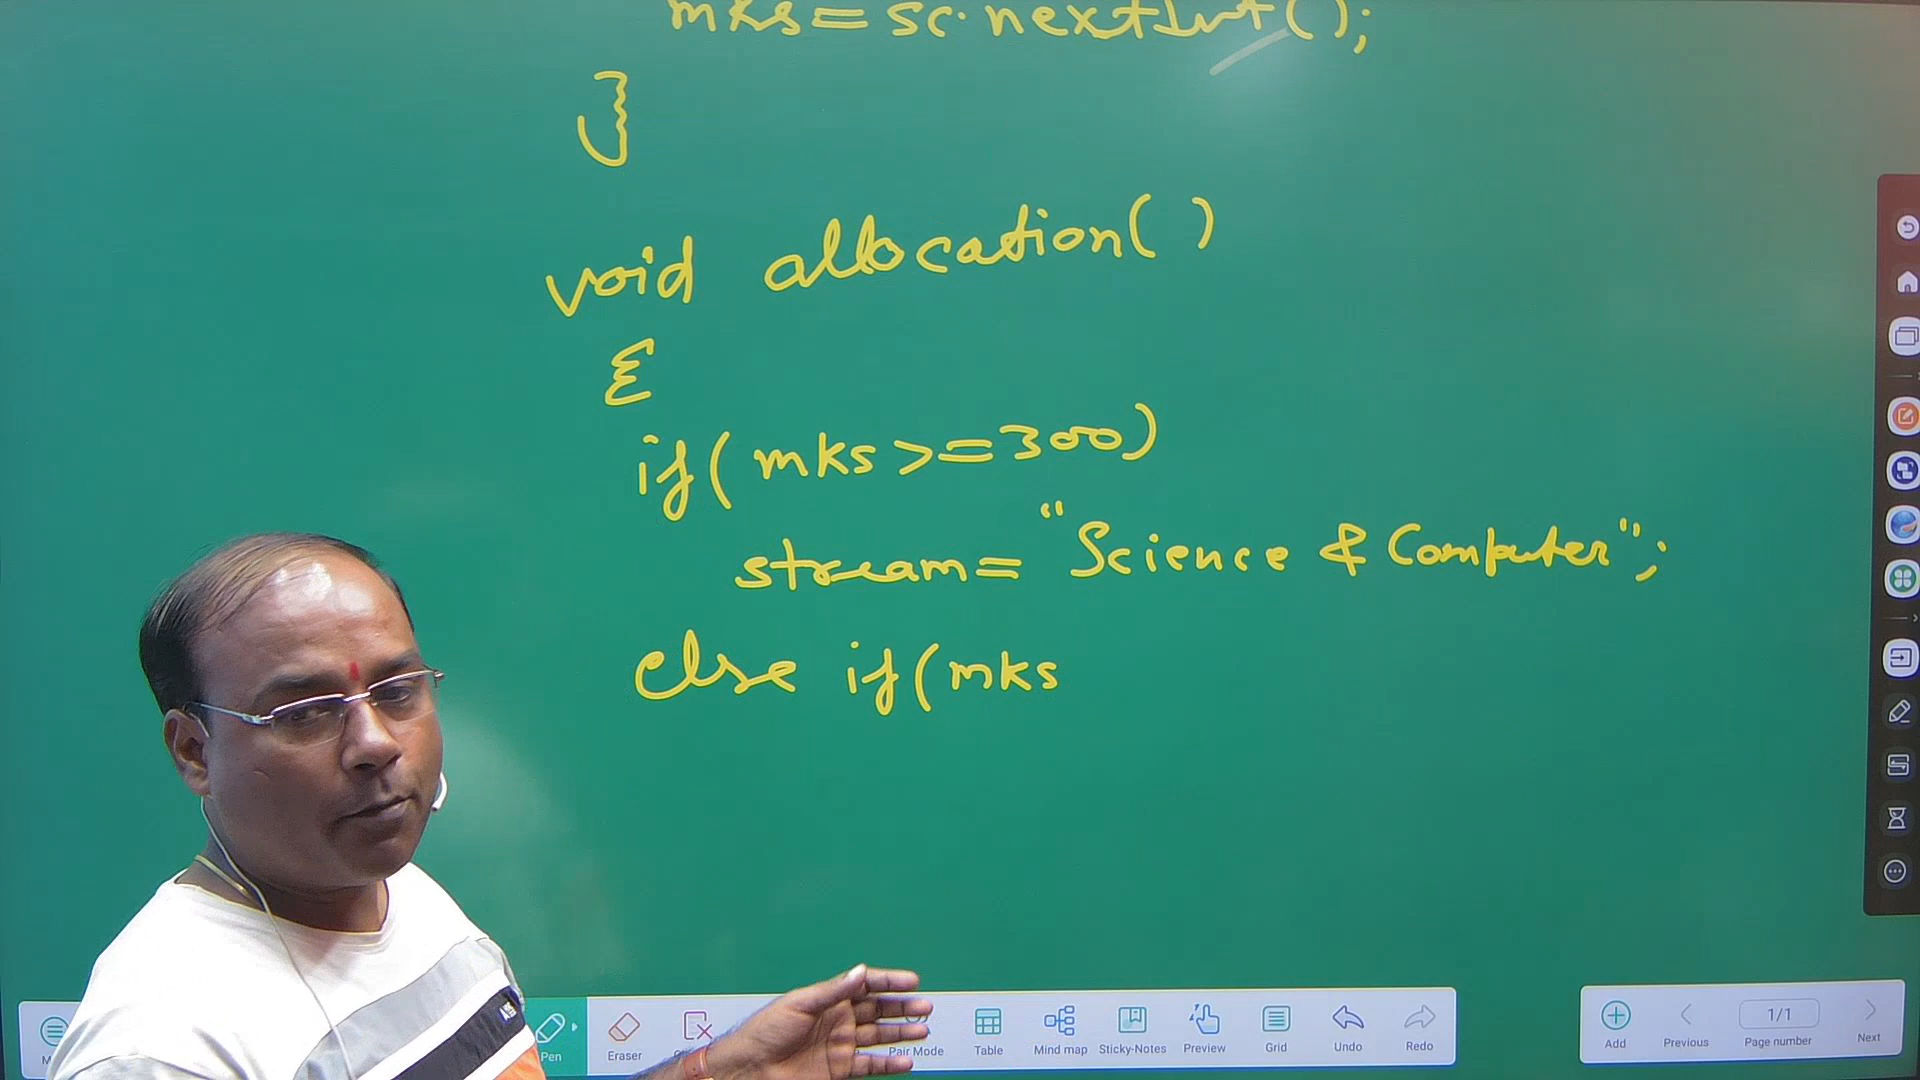 mks = sc.nextInt();
}
void allocation( )
{
if( mks >= 300)
stream = "Science & Computer";
else if(mks
Pen
Eraser
Pair Mode
Table
Mind map
Sticky-Notes
Preview
Grid
Undo
Redo
Add
Previous
1/1
Page number
Next